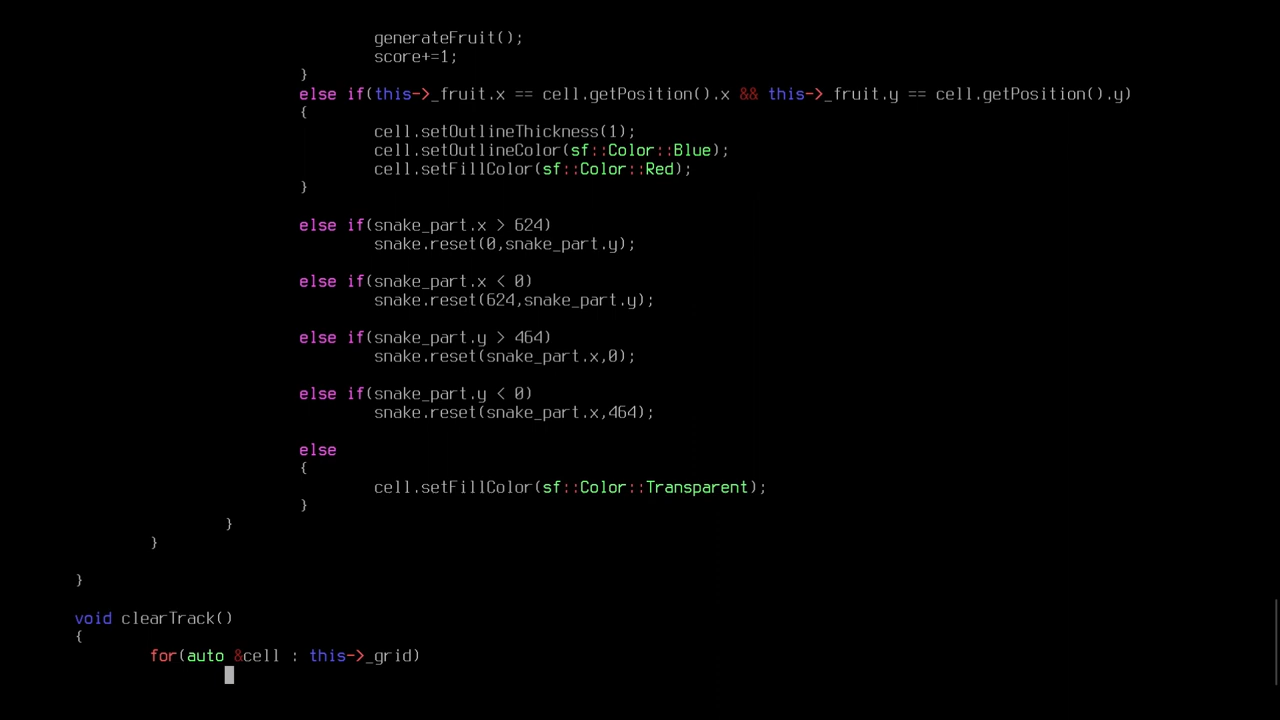 generateFruit();
score+=1;
}
else if(this->_fruit.x == cell.getPosition().x && this->_fruit.y == cell.getPosition().y)
{
cell.setOutlineThickness(1);
cell.setOutlineColor(sf::Color::Blue);
cell.setFillColor(sf::Color::Red);
}
else if(snake_part.x > 624)
snake.reset(0,snake_part.y);
else if(snake_part.x < 0)
snake.reset(624,snake_part.y);
else if(snake_part.y > 464)
snake.reset(snake_part.x,0);
else if(snake_part.y < 0)
snake.reset(snake_part.x,464);
else
{
cell.setFillColor(sf::Color::Transparent);
}
}
}
}
void clearTrack()
{
for(auto &cell : this->_grid)